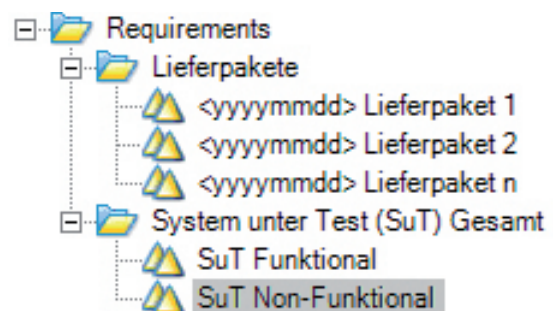 Requirements
Lieferpakete
<yyyymmdd> Lieferpaket 1
<yyyymmdd> Lieferpaket 2
<yyyymmdd> Lieferpaket n
System unter Test (SuT) Gesamt
SuT Funktional
SuT Non-Funktional